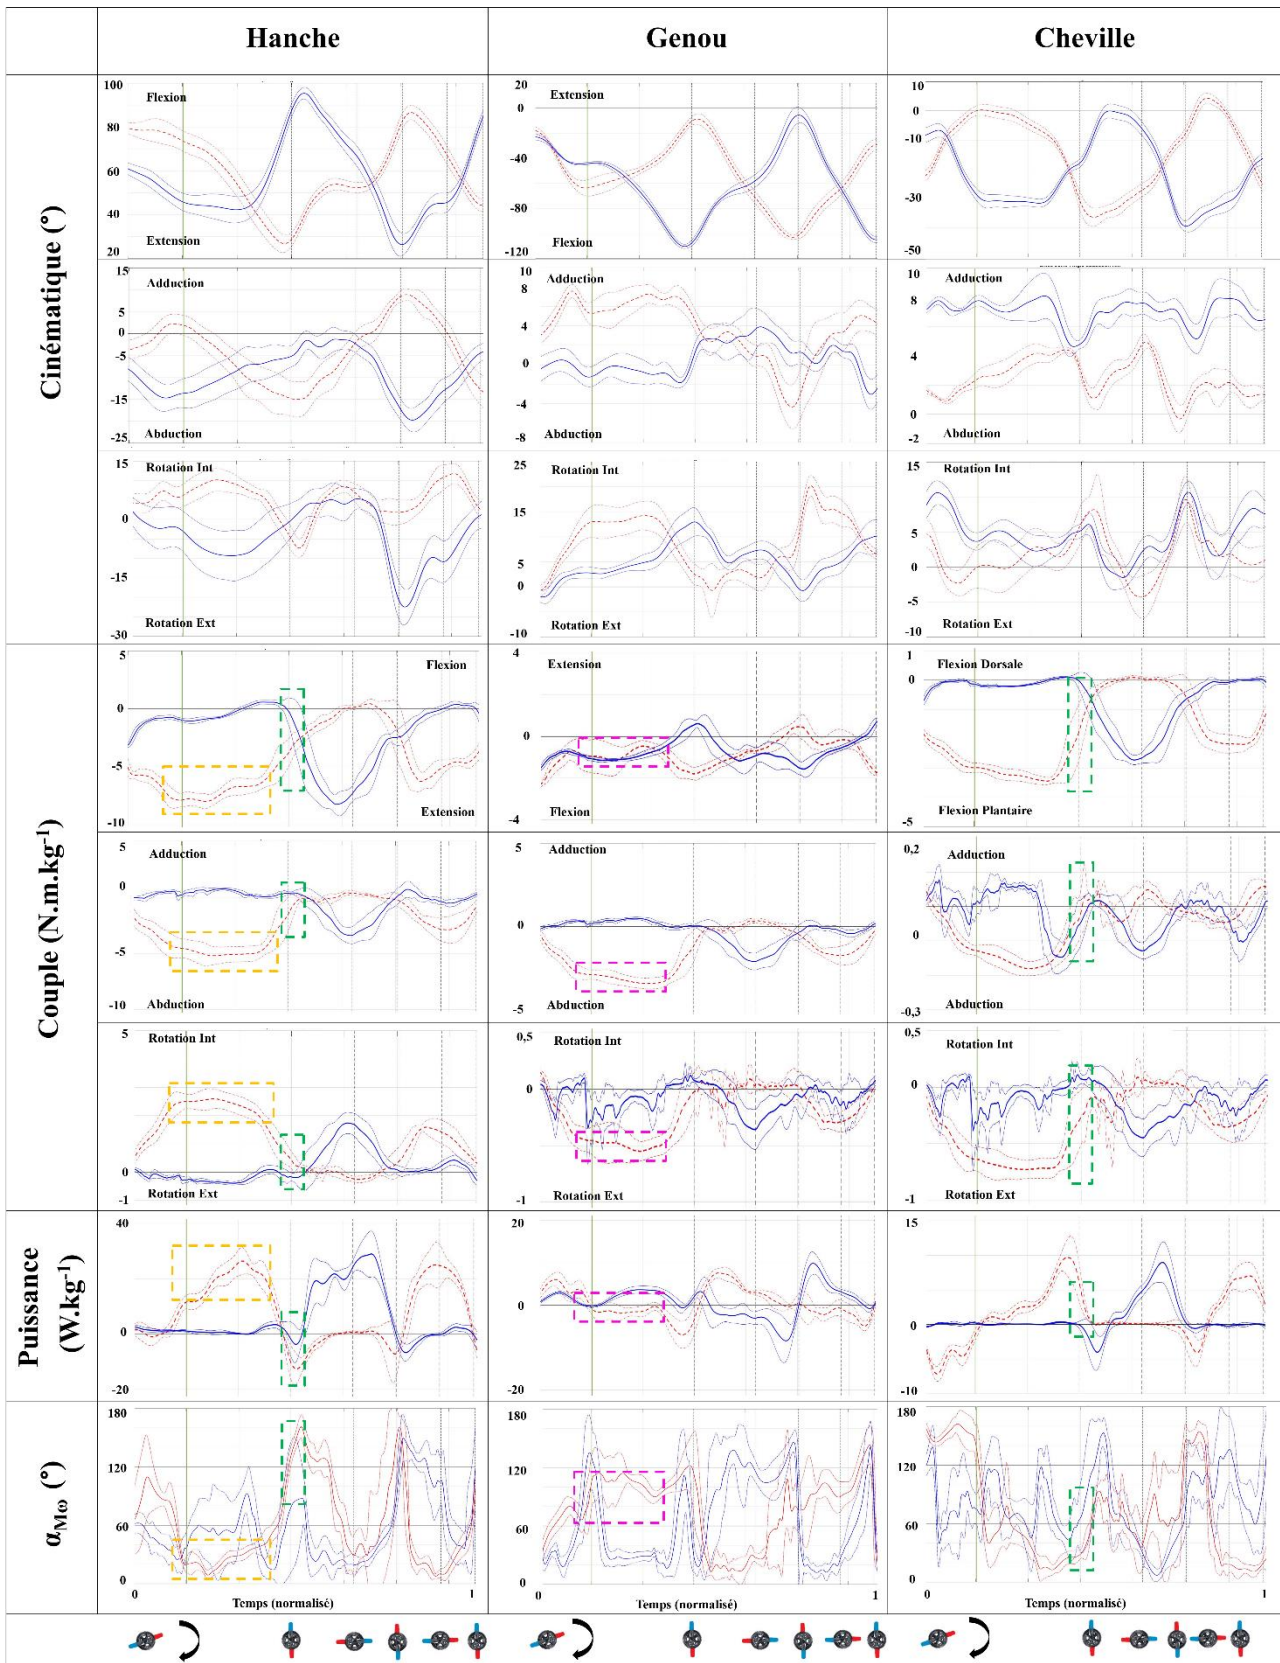 Hanche
Genou
Cheville
Cinématique (°)
100
Flexion
80
60
40
Extension
20
20
Extension
0
-40
-80
Flexion
-120
10
0
-10
-30
-50
15
Adduction
0
-5
-15
Abduction
-25
10
Adduction
8
4
0
-4
Abduction
-8
10
Adduction
8
4
0
Abduction
-2
15
Rotation Int
0
-15
Rotation Ext
-30
25
Rotation Int
15
5
0
Rotation Ext
-10
15
Rotation Int
5
0
-5
Rotation Ext
-10
Couple (N.m.kg-1)
5
Flexion
0
-5
Extension
-10
4
Extension
0
Flexion
-4
1
Flexion Dorsale
0
Flexion Plantaire
-5
5
Adduction
0
-5
Abduction
-10
5
Adduction
0
Abduction
-5
0,2
Adduction
0
Abduction
-0,3
5
Rotation Int
0
Rotation Ext
-1
0,5
Rotation Int
0
Rotation Ext
-1
0,5
Rotation Int
0
Rotation Ext
-1
Puissance
(W.kg-1)
40
0
-20
20
0
-20
15
0
-10
αMω (°)
180
120
60
0
0
Temps (normalisé)
1
180
120
60
0
0
Temps (normalisé)
1
180
120
60
0
0
Temps (normalisé)
1